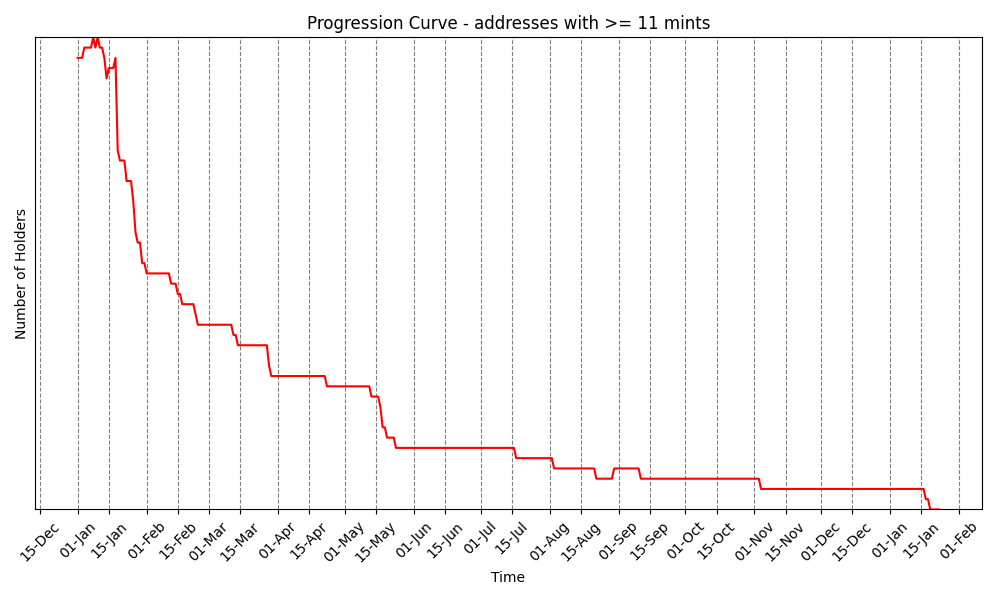 Progression Curve - addresses with >= 11 mints
Number of Holders
15-Dec
01-Jan
15-Jan
01-Feb
15-Feb
01-Mar
15-Mar
01-Apr
15-Apr
01-May
15-May
01-Jun
15-Jun
01-Jul
15-Jul
01-Aug
15-Aug
01-Sep
15-Sep
01-Oct
15-Oct
01-Nov
15-Nov
01-Dec
15-Dec
01-Jan
15-Jan
01-Feb
Time